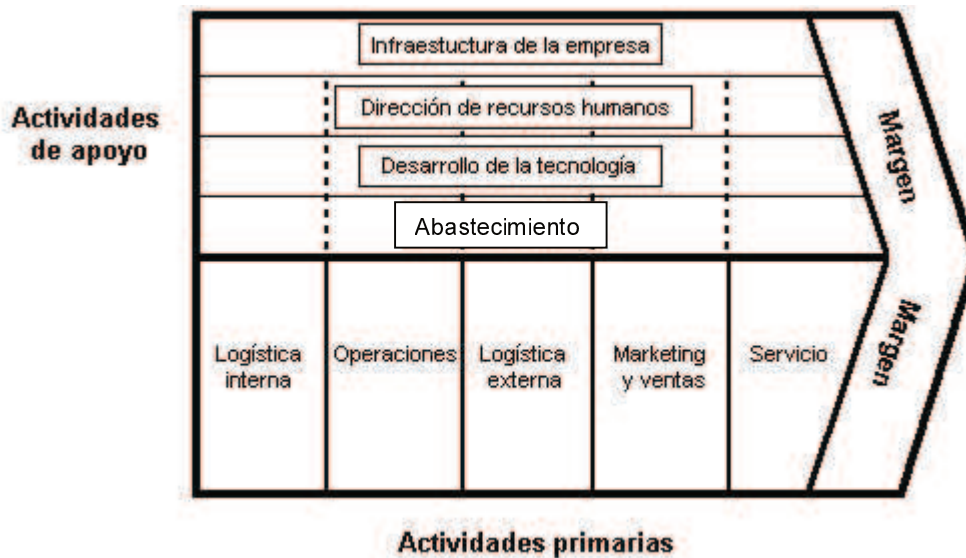 Infraestuctura de la empresa
Dirección de recursos humanos
Actividades
de apoyo
Desarrollo de la tecnología
Abastecimiento
Margen
Margen
Logística
interna
Operaciones
Logística
externa
Marketing
y ventas
Servicio
Actividades primarias